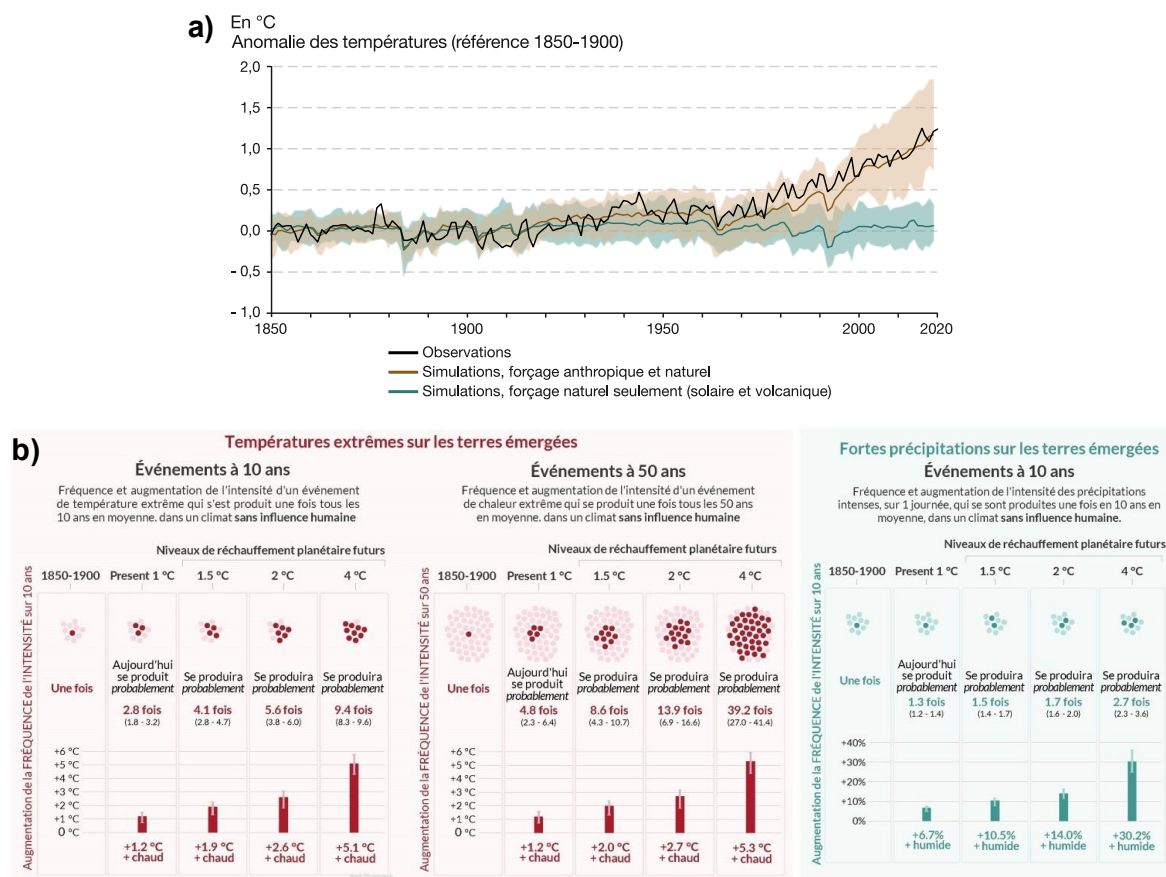 a)
En °C
Anomalie des températures (référence 1850-1900)
2,0
1,5
1,0
0,5
0,0
- 0,5
- 1,0
1850
1900
1950
2000
2020
Observations
Simulations, forçage anthropique et naturel
Simulations, forçage naturel seulement (solaire et volcanique)
b)
Températures extrêmes sur les terres émergées
Événements à 10 ans
Fréquence et augmentation de l'intensité d'un événement
de température extrême qui s'est produit une fois tous les
10 ans en moyenne. dans un climat sans influence humaine
Niveaux de réchauffement planétaire futurs
1850-1900
Present 1 °C
1.5 °C
2 °C
4 °C
Augmentation de la FRÉQUENCE de l'INTENSITÉ sur 10 ans
Une fois
Aujourd'hui
se produit
probablement
2.8 fois
(1.8 - 3.2)
Se produira
probablement
4.1 fois
(2.8 - 4.7)
Se produira
probablement
5.6 fois
(3.8 - 6.0)
Se produira
probablement
9.4 fois
(8.3 - 9.6)
+6 °C
+5 °C
+4 °C
+3 °C
+2 °C
+1 °C
0 °C
+1.2 °C
+ chaud
+1.9 °C
+ chaud
+2.6 °C
+ chaud
+5.1 °C
+ chaud
Événements à 50 ans
Fréquence et augmentation de l'intensité d'un événement
de chaleur extrême qui se produit une fois tous les 50 ans
en moyenne. dans un climat sans influence humaine
Niveaux de réchauffement planétaire futurs
1850-1900
Present 1 °C
1.5 °C
2 °C
4 °C
Augmentation de la FRÉQUENCE de l'INTENSITÉ sur 50 ans
Une fois
Aujourd'hui
se produit
probablement
4.8 fois
(2.3 - 6.4)
Se produira
probablement
8.6 fois
(4.3 - 10.7)
Se produira
probablement
13.9 fois
(6.9 - 16.6)
Se produira
probablement
39.2 fois
(27.0 - 41.4)
+6 °C
+5 °C
+4 °C
+3 °C
+2 °C
+1 °C
0 °C
+1.2 °C
+ chaud
+2.0 °C
+ chaud
+2.7 °C
+ chaud
+5.3 °C
+ chaud
Fortes précipitations sur les terres émergées
Événements à 10 ans
Fréquence et augmentation de l'intensité des précipitations
intenses, sur 1 journée, qui se sont produites une fois en 10 ans en
moyenne, dans un climat sans influence humaine.
Niveaux de réchauffement planétaire futurs
1850-1900
Present 1 °C
1.5 °C
2 °C
4 °C
Augmentation de la FRÉQUENCE de l'INTENSITÉ sur 10 ans
Une fois
Aujourd'hui
se produit
probablement
1.3 fois
(1.2 - 1.4)
Se produira
probablement
1.5 fois
(1.4 - 1.7)
Se produira
probablement
1.7 fois
(1.6 - 2.0)
Se produira
probablement
2.7 fois
(2.3 - 3.6)
+40%
+30%
+20%
+10%
0%
+6.7%
+ humide
+10.5%
+ humide
+14.0%
+ humide
+30.2%
+ humide